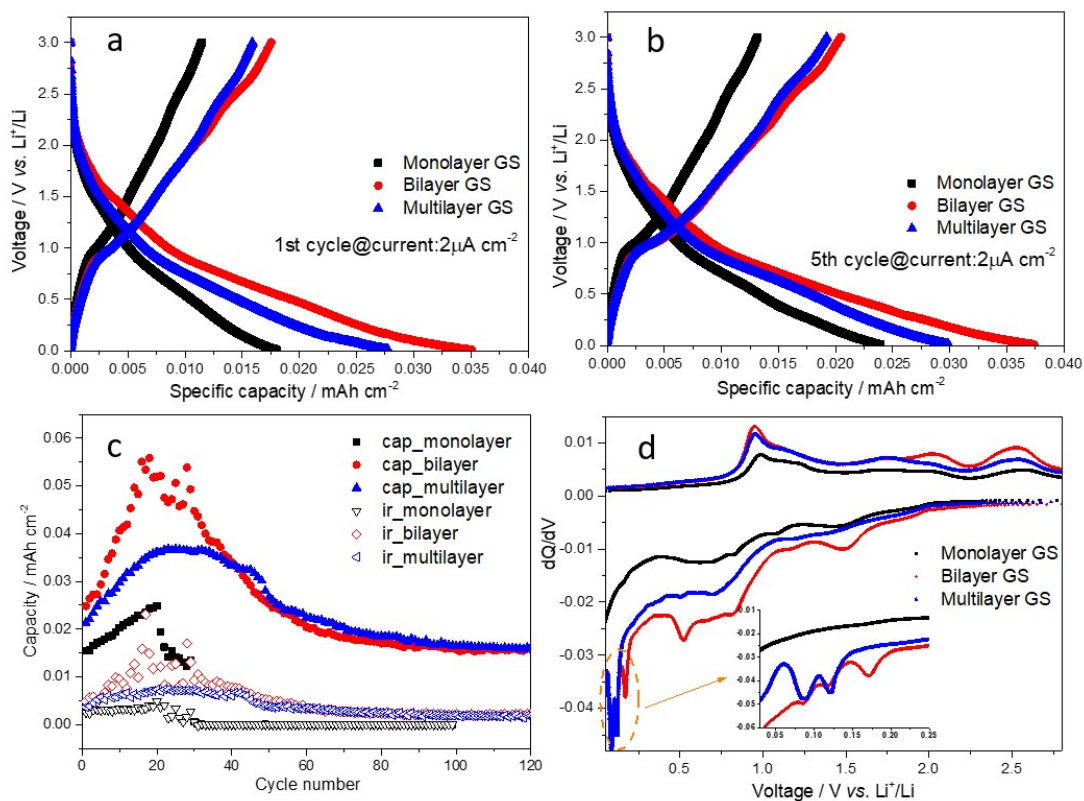 a
3.0
2.5
2.0
1.5
1.0
0.5
0.0
Voltage / V vs. Li⁺/Li
Monolayer GS
Bilayer GS
Multilayer GS
1st cycle@current:2μA cm⁻²
0.000 0.005 0.010 0.015 0.020 0.025 0.030 0.035 0.040
Specific capacity / mAh cm⁻²
b
3.0
2.5
2.0
1.5
1.0
0.5
0.0
Voltage / V vs. Li⁺/Li
Monolayer GS
Bilayer GS
Multilayer GS
5th cycle@current:2μA cm⁻²
0.000 0.005 0.010 0.015 0.020 0.025 0.030 0.035 0.040
Specific capacity / mAh cm⁻²
c
0.06
0.05
0.04
0.03
0.02
0.01
0.00
Capacity / mAh cm⁻²
cap_monolayer
cap_bilayer
cap_multilayer
ir_monolayer
ir_bilayer
ir_multilayer
0 20 40 60 80 100 120
Cycle number
d
0.01
0.00
-0.01
-0.02
-0.03
-0.04
dQ/dV
Monolayer GS
Bilayer GS
Multilayer GS
-0.01
-0.02
-0.03
-0.04
-0.05
-0.06
0.05 0.10 0.15 0.20 0.25
0.5 1.0 1.5 2.0 2.5
Voltage / V vs. Li⁺/Li